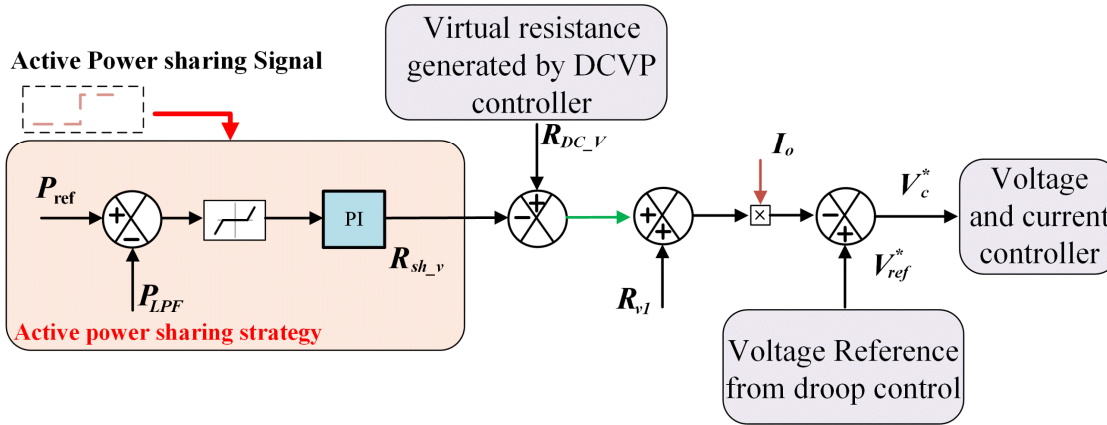 Active Power sharing Signal
P_ref
+
−
P_LPF
PI
R_sh_v
Active power sharing strategy
Virtual resistance
generated by DCVP
controller
R_DC_V
+
−
+
+
R_v1
I_o
×
−
+
V_c^*
V_ref^*
Voltage
and current
controller
Voltage Reference
from droop control